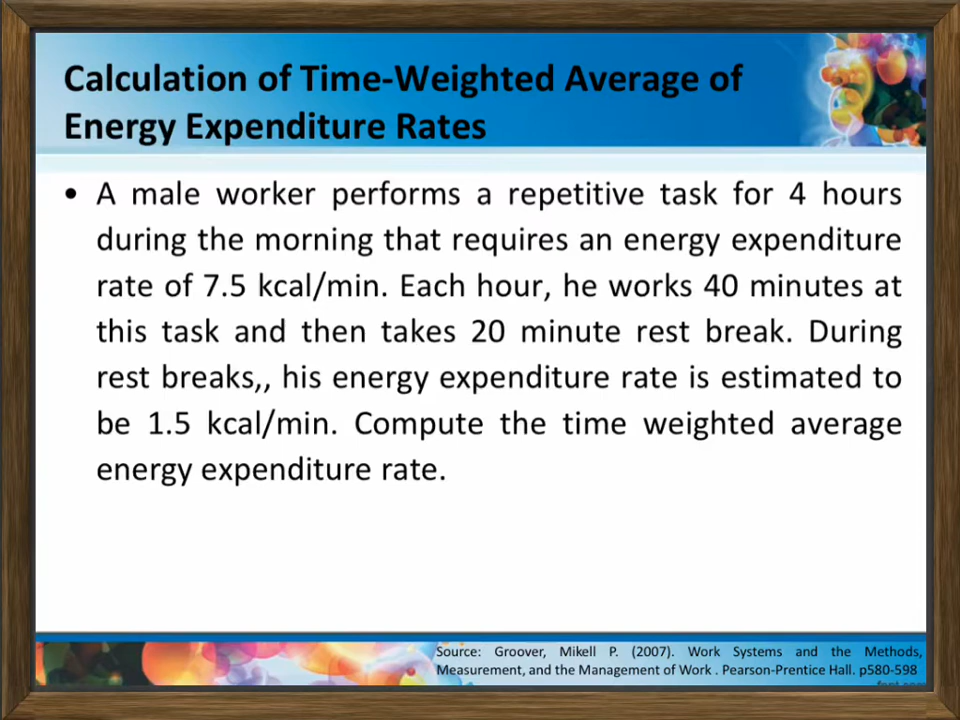 Calculation of Time-Weighted Average of
Energy Expenditure Rates
• A male worker performs a repetitive task for 4 hours
during the morning that requires an energy expenditure
rate of 7.5 kcal/min. Each hour, he works 40 minutes at
this task and then takes 20 minute rest break. During
rest breaks,, his energy expenditure rate is estimated to
be 1.5 kcal/min. Compute the time weighted average
energy expenditure rate.
Source: Groover, Mikell P. (2007). Work Systems and the Methods,
Measurement, and the Management of Work . Pearson-Prentice Hall. p580-598